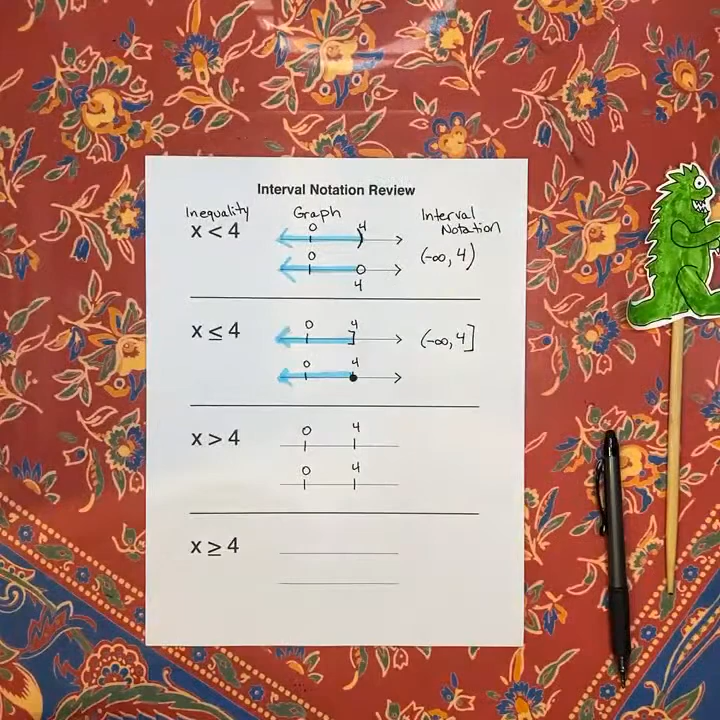 Interval Notation Review
Inequality Graph Interval
Notation
x < 4
0 4
0
4
(-∞, 4)
x ≤ 4
0 4
0 4
(-∞, 4]
x > 4
0 4
0 4
x ≥ 4